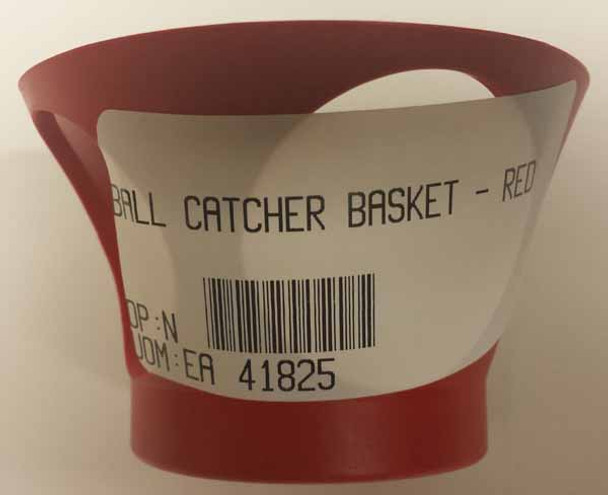 BALL CATCHER BASKET - RED
OP:N
UOM:EA 41825